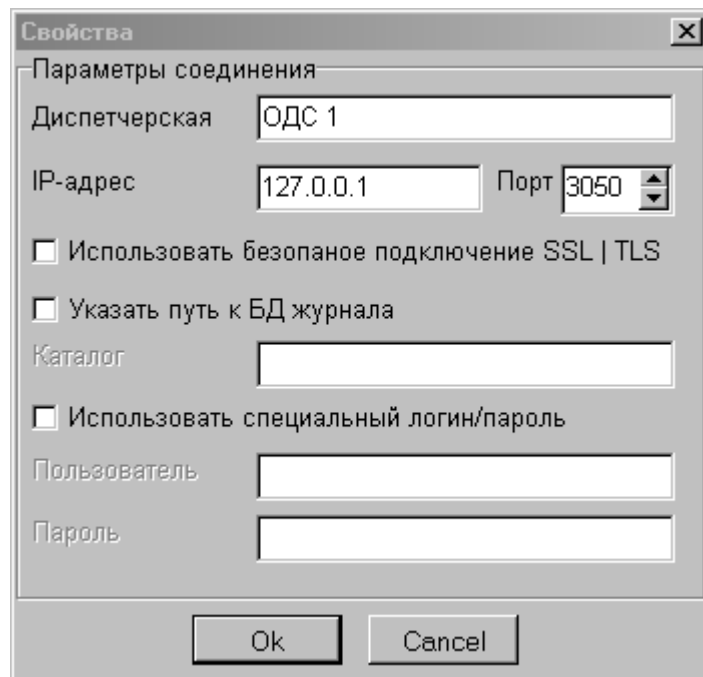 Свойства
Параметры соединения
Диспетчерская ОДС 1
IP-адрес 127.0.0.1 Порт 3050
Использовать безопаное подключение SSL | TLS
Указать путь к БД журнала
Каталог
Использовать специальный логин/пароль
Пользователь
Пароль
Ok Cancel